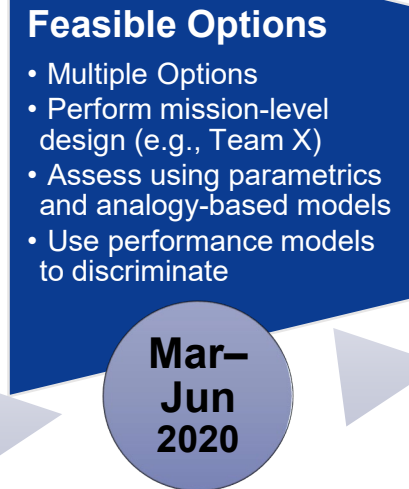 Feasible Options
• Multiple Options
• Perform mission-level
design (e.g., Team X)
• Assess using parametrics
and analogy-based models
• Use performance models
to discriminate
Mar–
Jun
2020